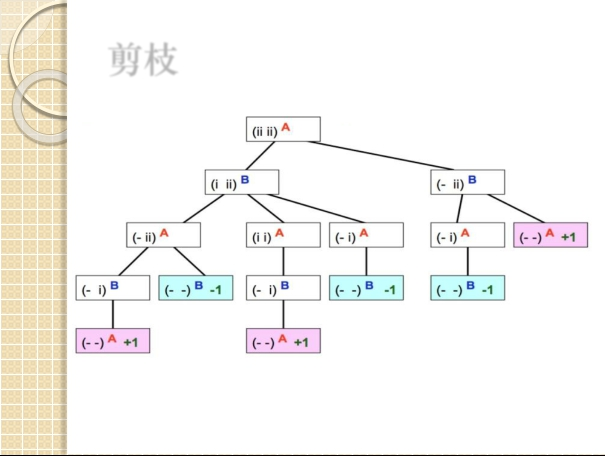 剪枝
(ii ii) A
(i ii) B
(- ii) B
(- ii) A
(i i) A
(- i) A
(- i) A
(- -) A +1
(- i) B
(- -) B -1
(- i) B
(- -) B -1
(- -) B -1
(- -) A +1
(- -) A +1